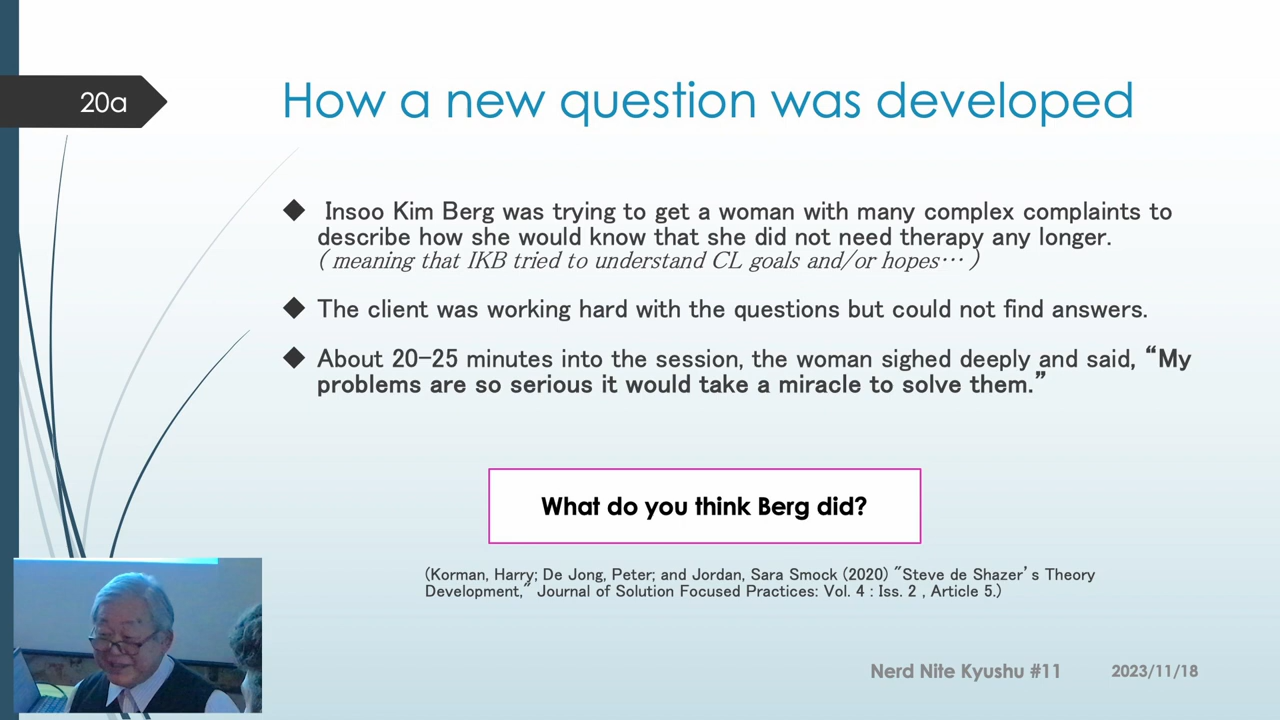 20a
How a new question was developed
◆ Insoo Kim Berg was trying to get a woman with many complex complaints to
describe how she would know that she did not need therapy any longer.
( meaning that IKB tried to understand CL goals and/or hopes… )
◆ The client was working hard with the questions but could not find answers.
◆ About 20-25 minutes into the session, the woman sighed deeply and said, “My
problems are so serious it would take a miracle to solve them.”
What do you think Berg did?
(Korman, Harry; De Jong, Peter; and Jordan, Sara Smock (2020) "Steve de Shazer’s Theory
Development," Journal of Solution Focused Practices: Vol. 4 : Iss. 2 , Article 5.)
Nerd Nite Kyushu #11 2023/11/18